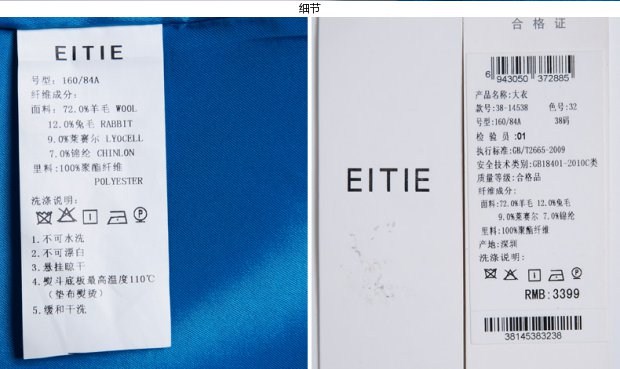 细节
EITIE
号型: 160/84A
纤维成分:
面料: 72.0%羊毛 WOOL
12.0%兔毛 RABBIT
9.0%莱赛尔 LYOCELL
7.0%锦纶 CHINLON
里料: 100%聚酯纤维
POLYESTER
洗涤说明:
1.不可水洗
2.不可漂白
3.悬挂晾干
4.熨斗底板最高温度110℃
(垫布熨烫)
5.缓和干洗
EITIE
合格证
6 943050 372885
产品名称:大衣
款号:38-14538 色号:32
号型:160/84A 38码
检验员:01
执行标准:GB/T2665-2009
安全技术类别:GB18401-2010C类
质量等级:合格品
纤维成分:
面料:72.0%羊毛 12.0%兔毛
9.0%莱赛尔 7.0%锦纶
里料:100%聚酯纤维
产地:深圳
洗涤说明:
RMB:3399
38145383238